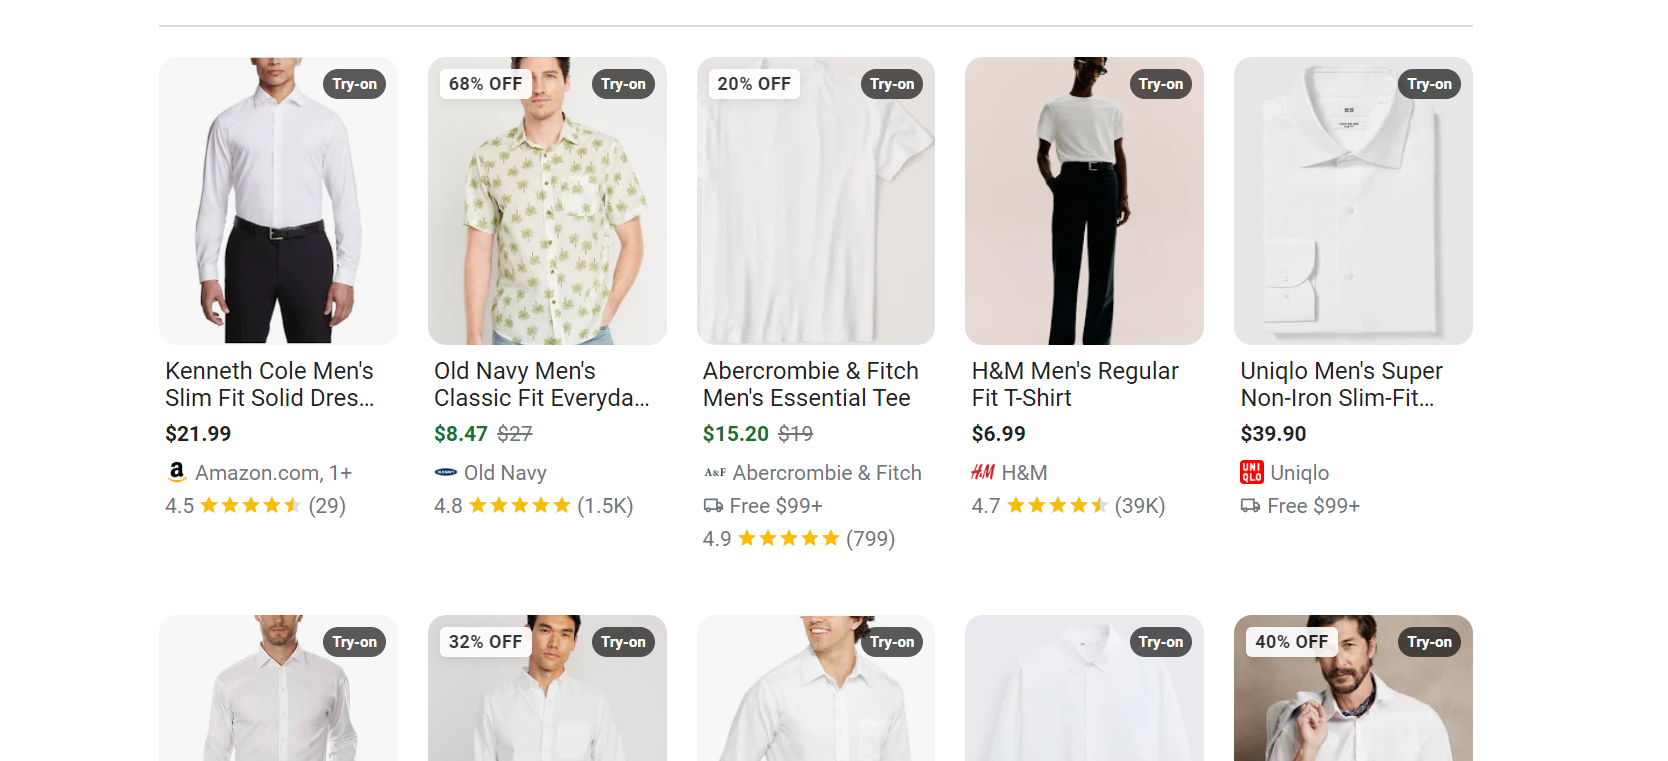 Try-on
68% OFF
Try-on
20% OFF
Try-on
Try-on
Try-on
Kenneth Cole Men's
Slim Fit Solid Dres...
$21.99
a Amazon.com, 1+
4.5 (29)
Old Navy Men's
Classic Fit Everyda...
$8.47 $27
OLD NAVY Old Navy
4.8 (1.5K)
Abercrombie & Fitch
Men's Essential Tee
$15.20 $19
A&F Abercrombie & Fitch
Free $99+
4.9 (799)
H&M Men's Regular
Fit T-Shirt
$6.99
H&M H&M
4.7 (39K)
Uniqlo Men's Super
Non-Iron Slim-Fit...
$39.90
UNI QLO Uniqlo
Free $99+
Try-on
32% OFF
Try-on
Try-on
Try-on
40% OFF
Try-on